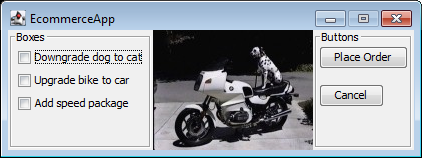 EcommerceApp
Boxes
Downgrade dog to cat
Upgrade bike to car
Add speed package
Buttons
Place Order
Cancel